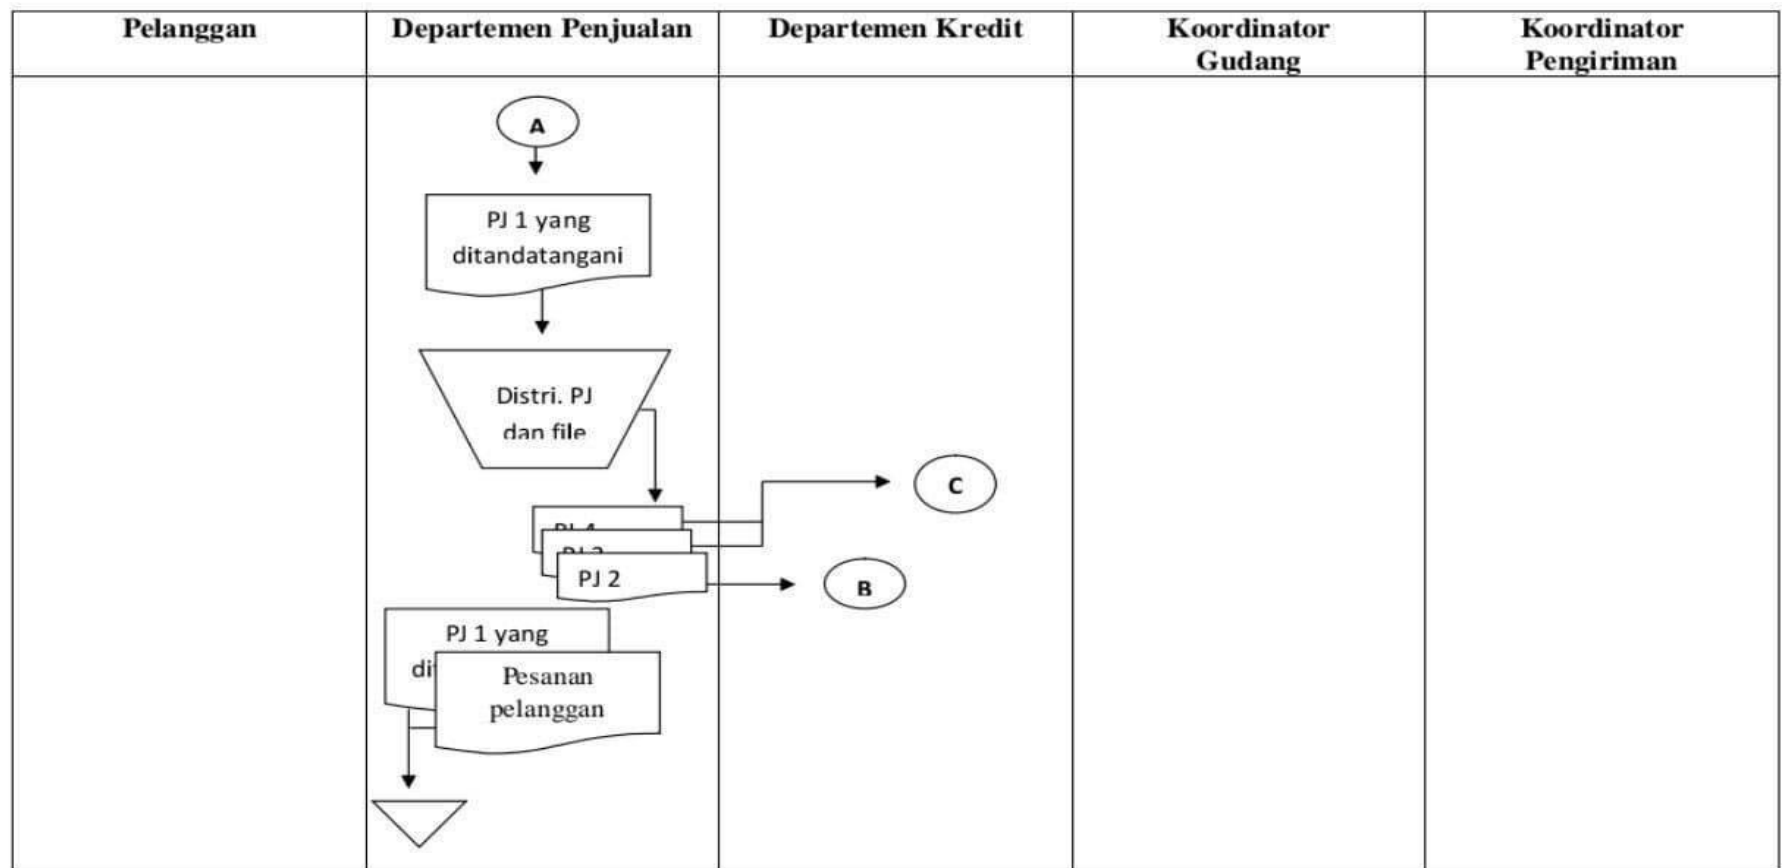 Pelanggan
Departemen Penjualan
Departemen Kredit
Koordinator
Gudang
Koordinator
Pengiriman
A
PJ 1 yang
ditandatangani
Distri. PJ
dan file
C
PJ 2
B
PJ 1 yang
Pesanan
pelanggan